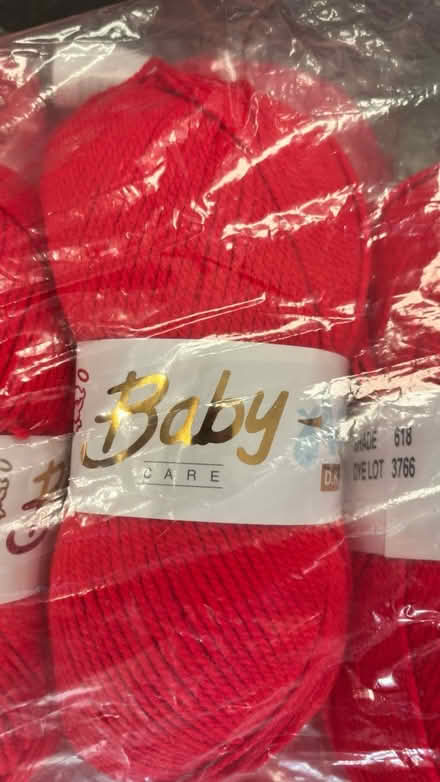 Baby
CARE
D.K
SHADE 618
DYE LOT 3766